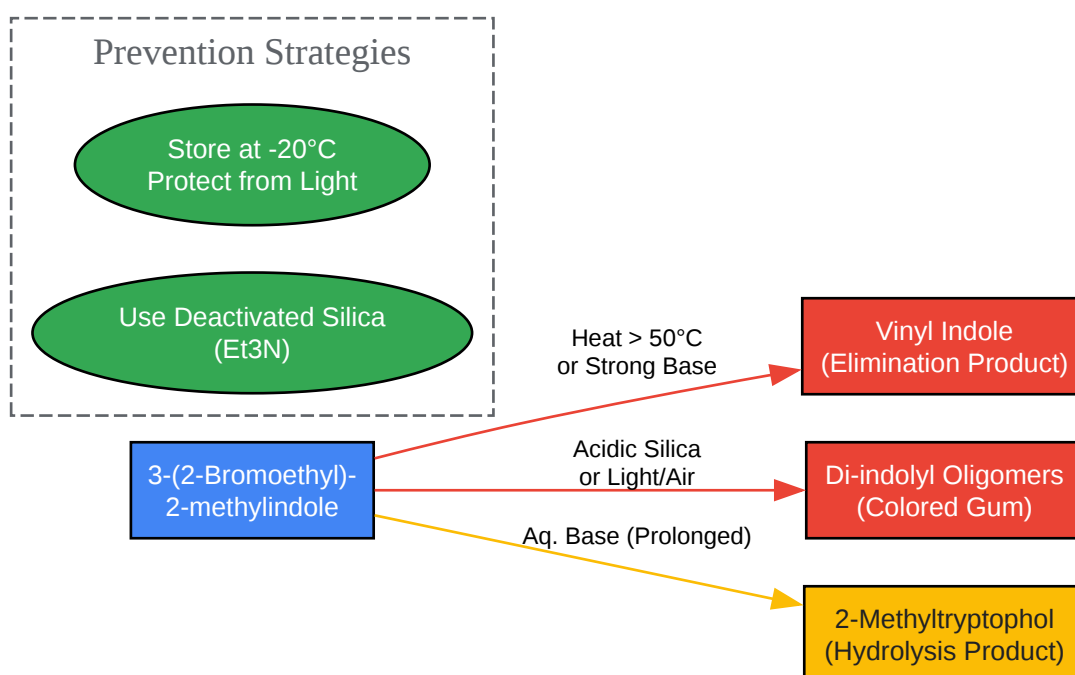 Prevention Strategies
Store at -20°C
Protect from Light
Use Deactivated Silica
(Et3N)
Heat > 50°C
or Strong Base
Vinyl Indole
(Elimination Product)
3-(2-Bromoethyl)-
2-methylindole
Acidic Silica
or Light/Air
Di-indolyl Oligomers
(Colored Gum)
Aq. Base (Prolonged)
2-Methyltryptophol
(Hydrolysis Product)